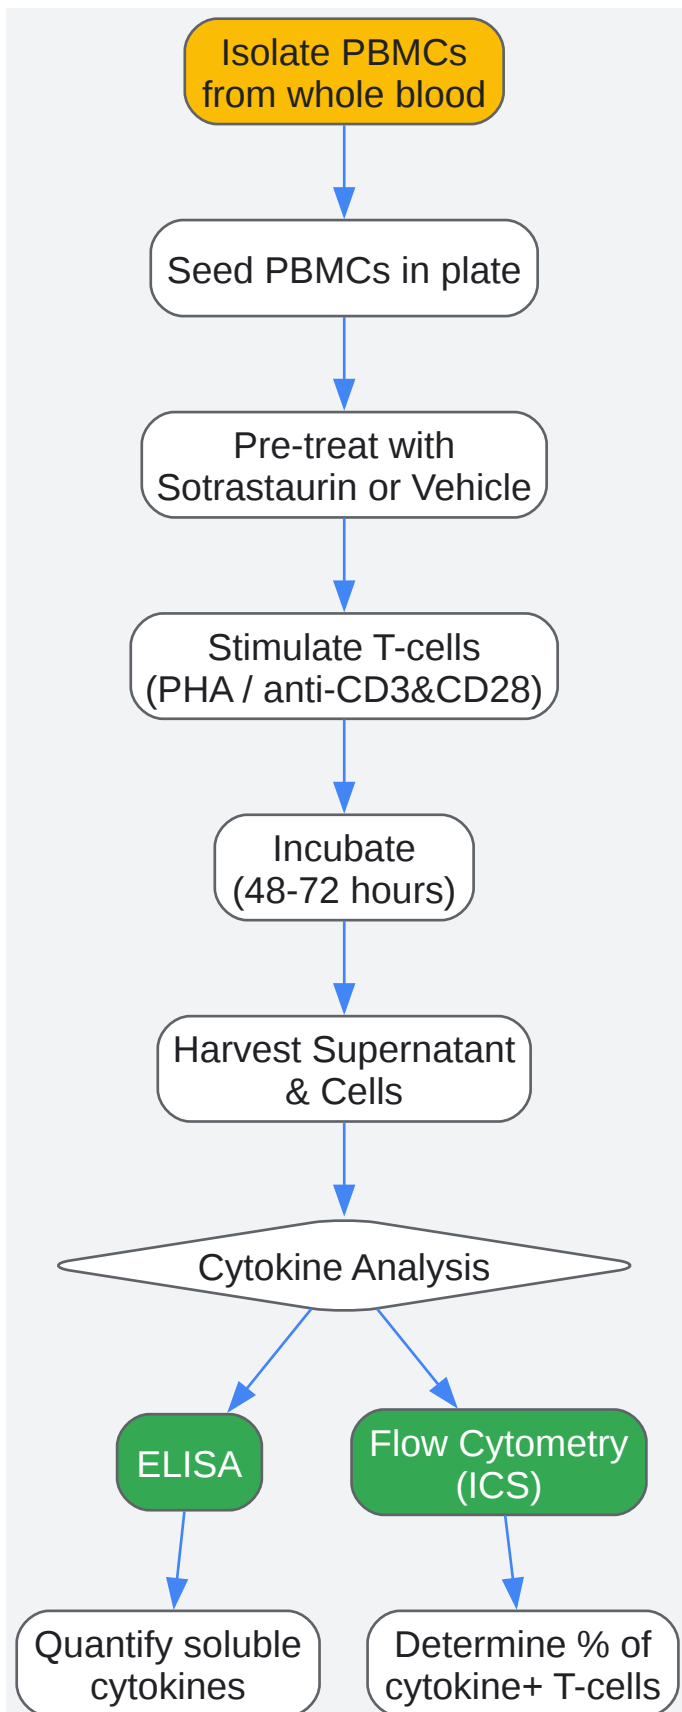 Isolate PBMCs
from whole blood
Seed PBMCs in plate
Pre-treat with
Sotrastaurin or Vehicle
Stimulate T-cells
(PHA / anti-CD3&CD28)
Incubate
(48-72 hours)
Harvest Supernatant
& Cells
Cytokine Analysis
ELISA
Flow Cytometry
(ICS)
Quantify soluble
cytokines
Determine % of
cytokine+ T-cells